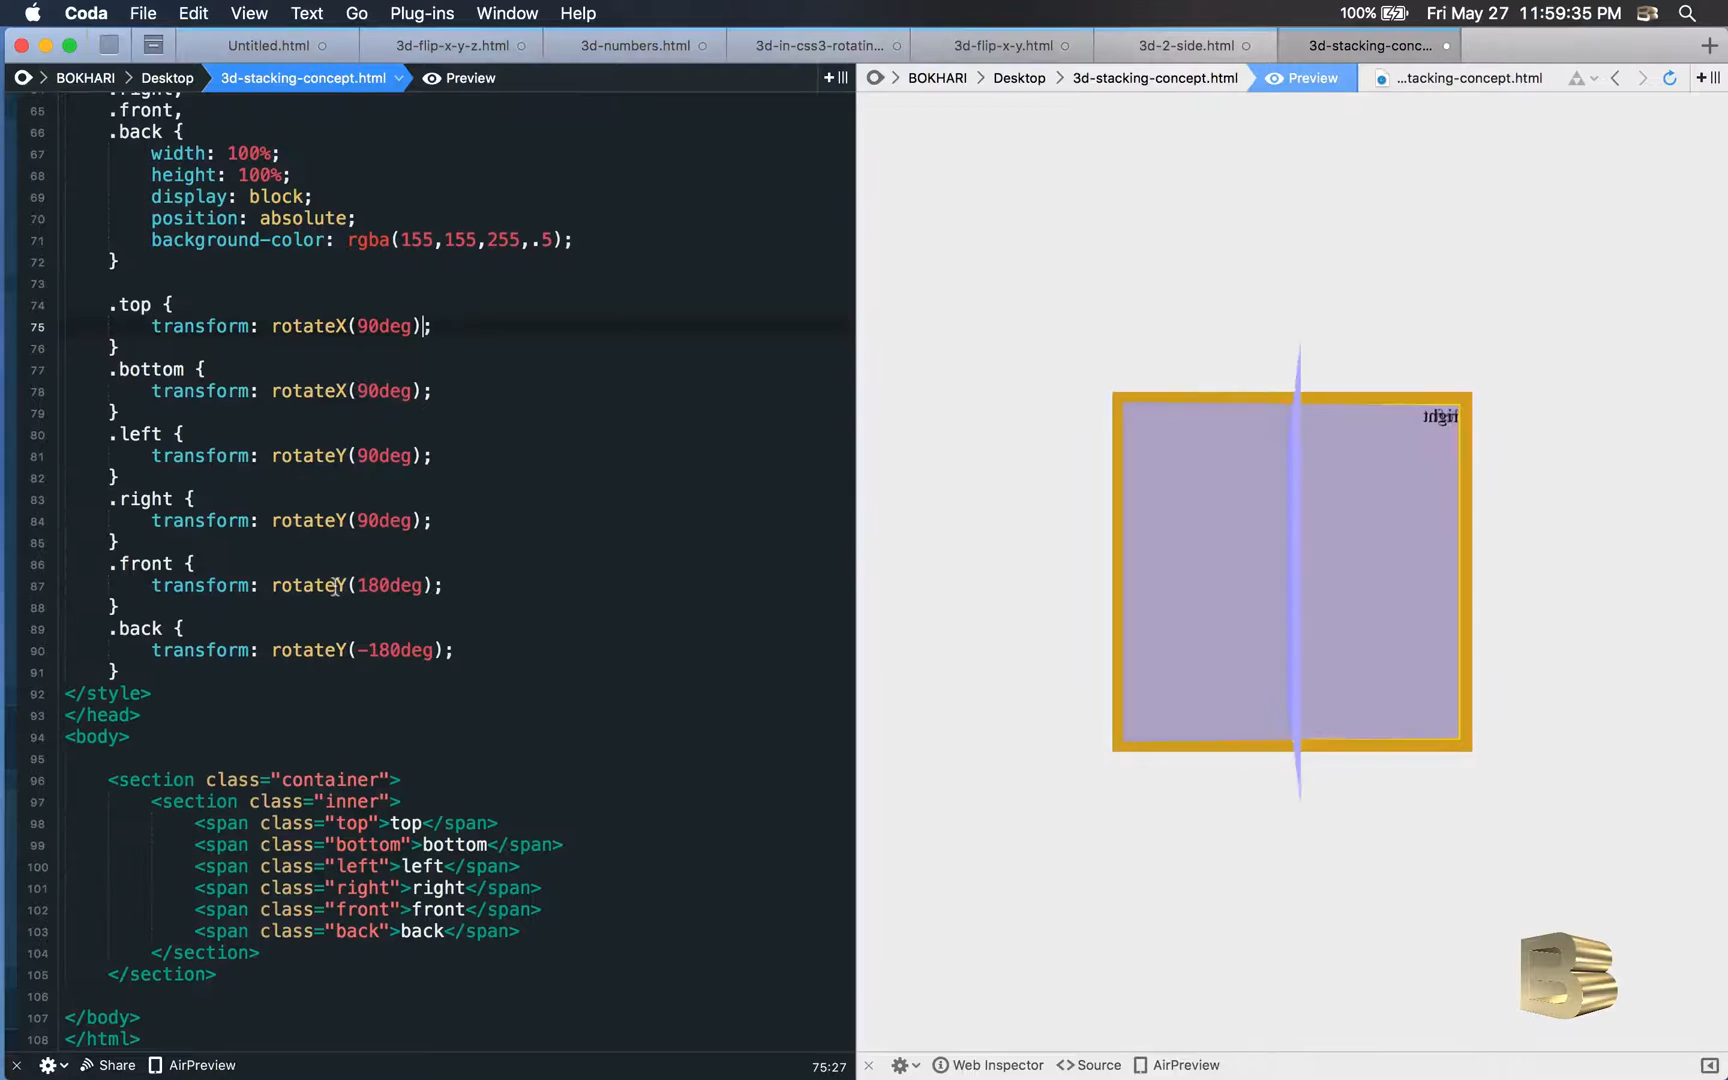 Coda File Edit View Text Go Plug-ins Window Help 100% Fri May 27 11:59:35 PM
Untitled.html 3d-flip-x-y-z.html 3d-numbers.html 3d-in-css3-rotatin... 3d-flip-x-y.html 3d-2-side.html 3d-stacking-conc...
BOKHARI Desktop 3d-stacking-concept.html Preview
65 .front,
66 .back {
67 width: 100%;
68 height: 100%;
69 display: block;
70 position: absolute;
71 background-color: rgba(155,155,255,.5);
72 }
73
74 .top {
75 transform: rotateX(90deg);
76 }
77 .bottom {
78 transform: rotateX(90deg);
79 }
80 .left {
81 transform: rotateY(90deg);
82 }
83 .right {
84 transform: rotateY(90deg);
85 }
86 .front {
87 transform: rotateY(180deg);
88 }
89 .back {
90 transform: rotateY(-180deg);
91 }
92 </style>
93 </head>
94 <body>
95
96 <section class="container">
97 <section class="inner">
98 <span class="top">top</span>
99 <span class="bottom">bottom</span>
100 <span class="left">left</span>
101 <span class="right">right</span>
102 <span class="front">front</span>
103 <span class="back">back</span>
104 </section>
105 </section>
106
107 </body>
108 </html>
Share AirPreview 75:27
BOKHARI Desktop 3d-stacking-concept.html Preview ...tacking-concept.html
right
B
Web Inspector Source AirPreview